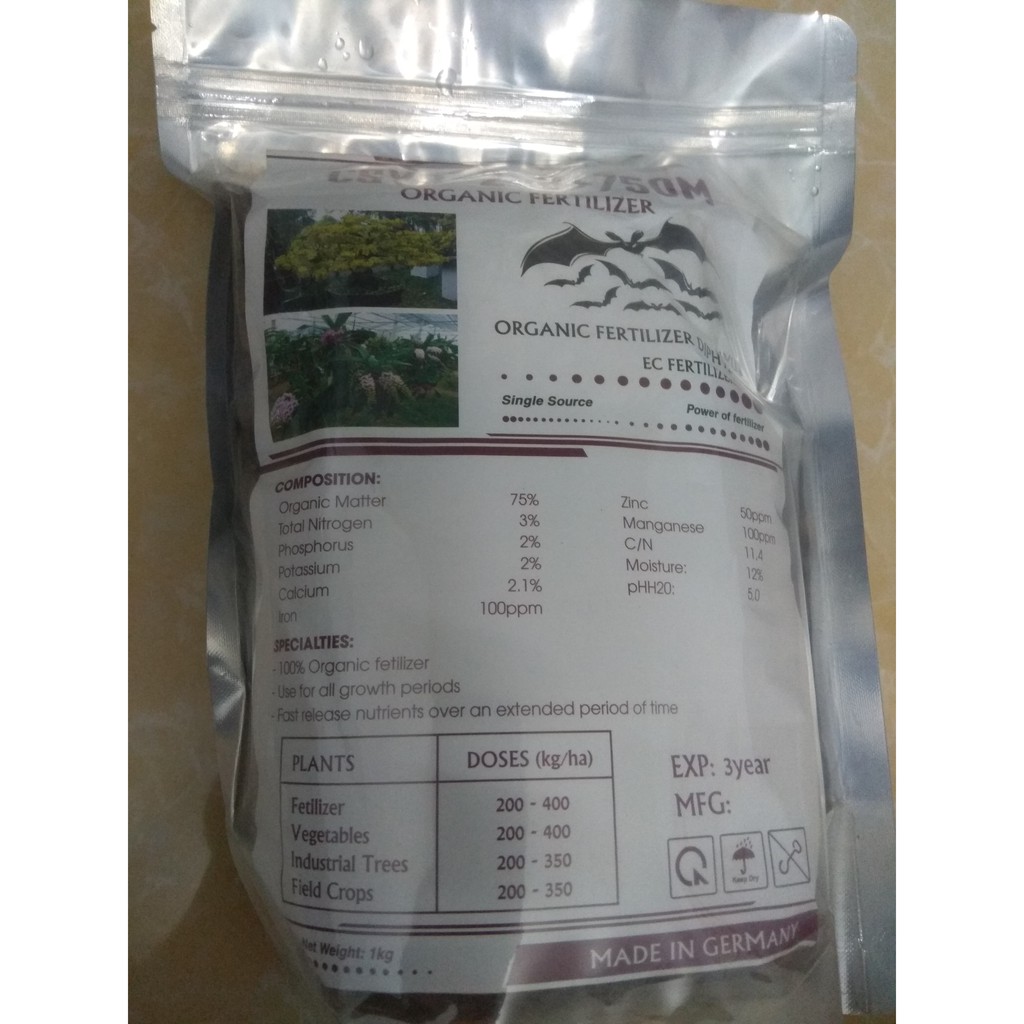 ORGANIC FERTILIZER
ORGANIC FERTILIZER
EC
Single Source
Power of fertilizer
COMPOSITION:
Organic Matter 75% Zinc 50ppm
Total Nitrogen 3% Manganese 100ppm
Phosphorus 2% C/N 11.4
Potassium 2% Moisture: 12%
Calcium 2.1% pHH20: 5.0
Iron 100ppm
SPECIALTIES:
- 100% Organic fetilizer
- Use for all growth periods
- Fast release nutrients over an extended period of time
PLANTS DOSES (kg/ha)
Fetilizer 200 - 400
Vegetables 200 - 400
Industrial Trees 200 - 350
Field Crops 200 - 350
EXP: 3year
MFG:
Keep Dry
Net Weight: 1kg
MADE IN GERMANY